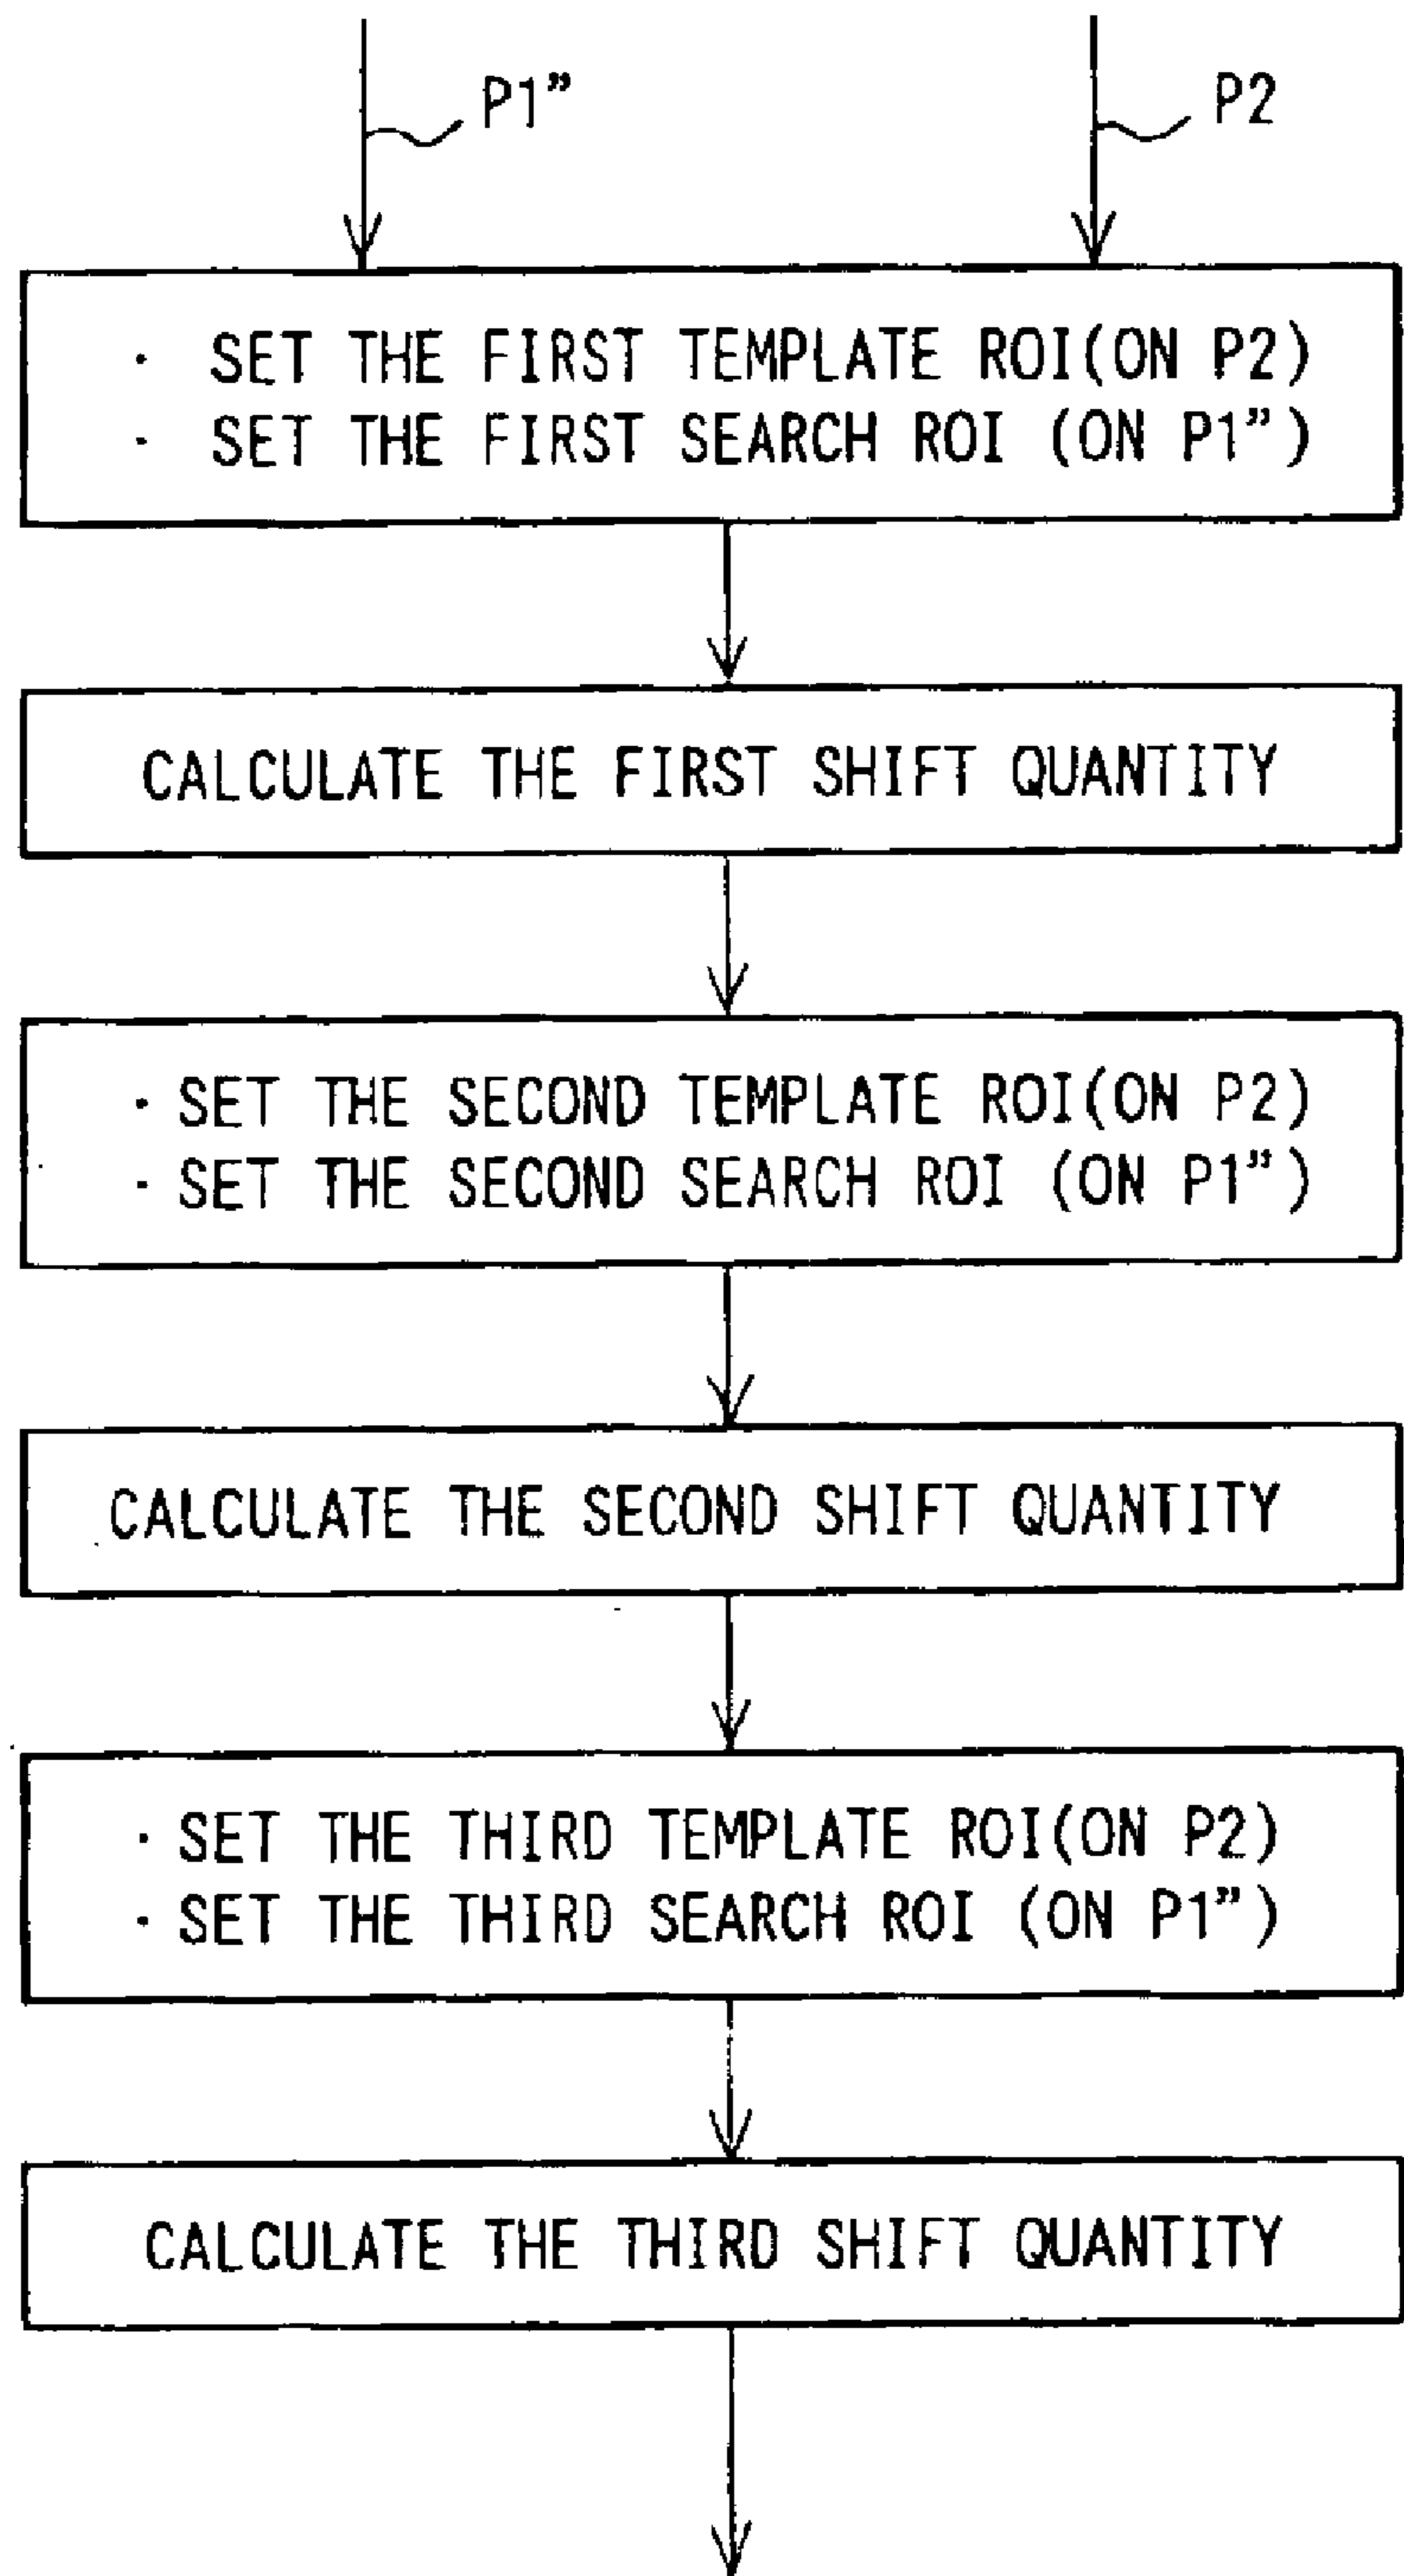 P1” P2
· SET THE FIRST TEMPLATE ROI(ON P2)
· SET THE FIRST SEARCH ROI (ON P1”)
CALCULATE THE FIRST SHIFT QUANTITY
· SET THE SECOND TEMPLATE ROI(ON P2)
· SET THE SECOND SEARCH ROI (ON P1”)
CALCULATE THE SECOND SHIFT QUANTITY
· SET THE THIRD TEMPLATE ROI(ON P2)
· SET THE THIRD SEARCH ROI (ON P1”)
CALCULATE THE THIRD SHIFT QUANTITY